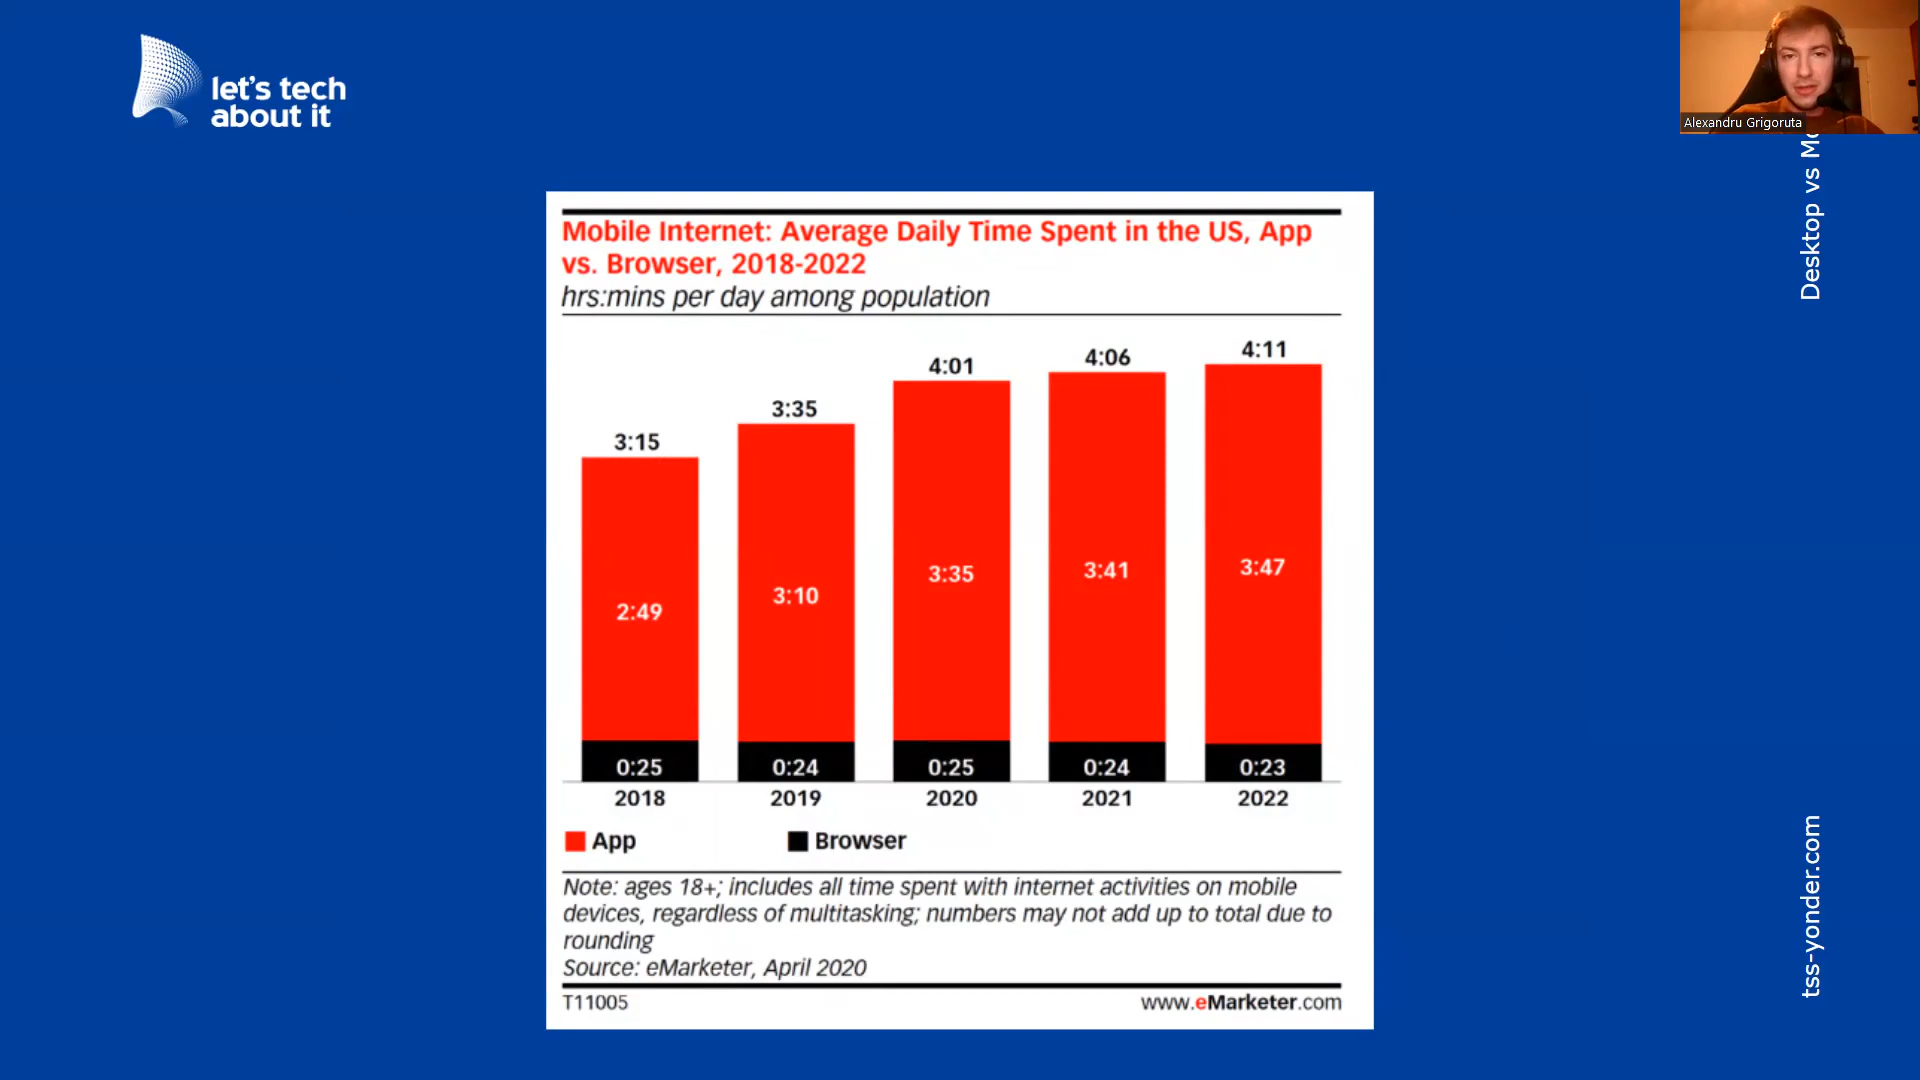 let's tech
about it
Alexandru Grigoruta
Desktop vs
Mobile Internet: Average Daily Time Spent in the US, App
vs. Browser, 2018-2022
hrs:mins per day among population
3:15
3:35
4:01
4:06
4:11
2:49
3:10
3:35
3:41
3:47
0:25
0:24
0:25
0:24
0:23
2018
2019
2020
2021
2022
App
Browser
Note: ages 18+; includes all time spent with internet activities on mobile
devices, regardless of multitasking; numbers may not add up to total due to
rounding
Source: eMarketer, April 2020
T11005
www.eMarketer.com
tss-yonder.com